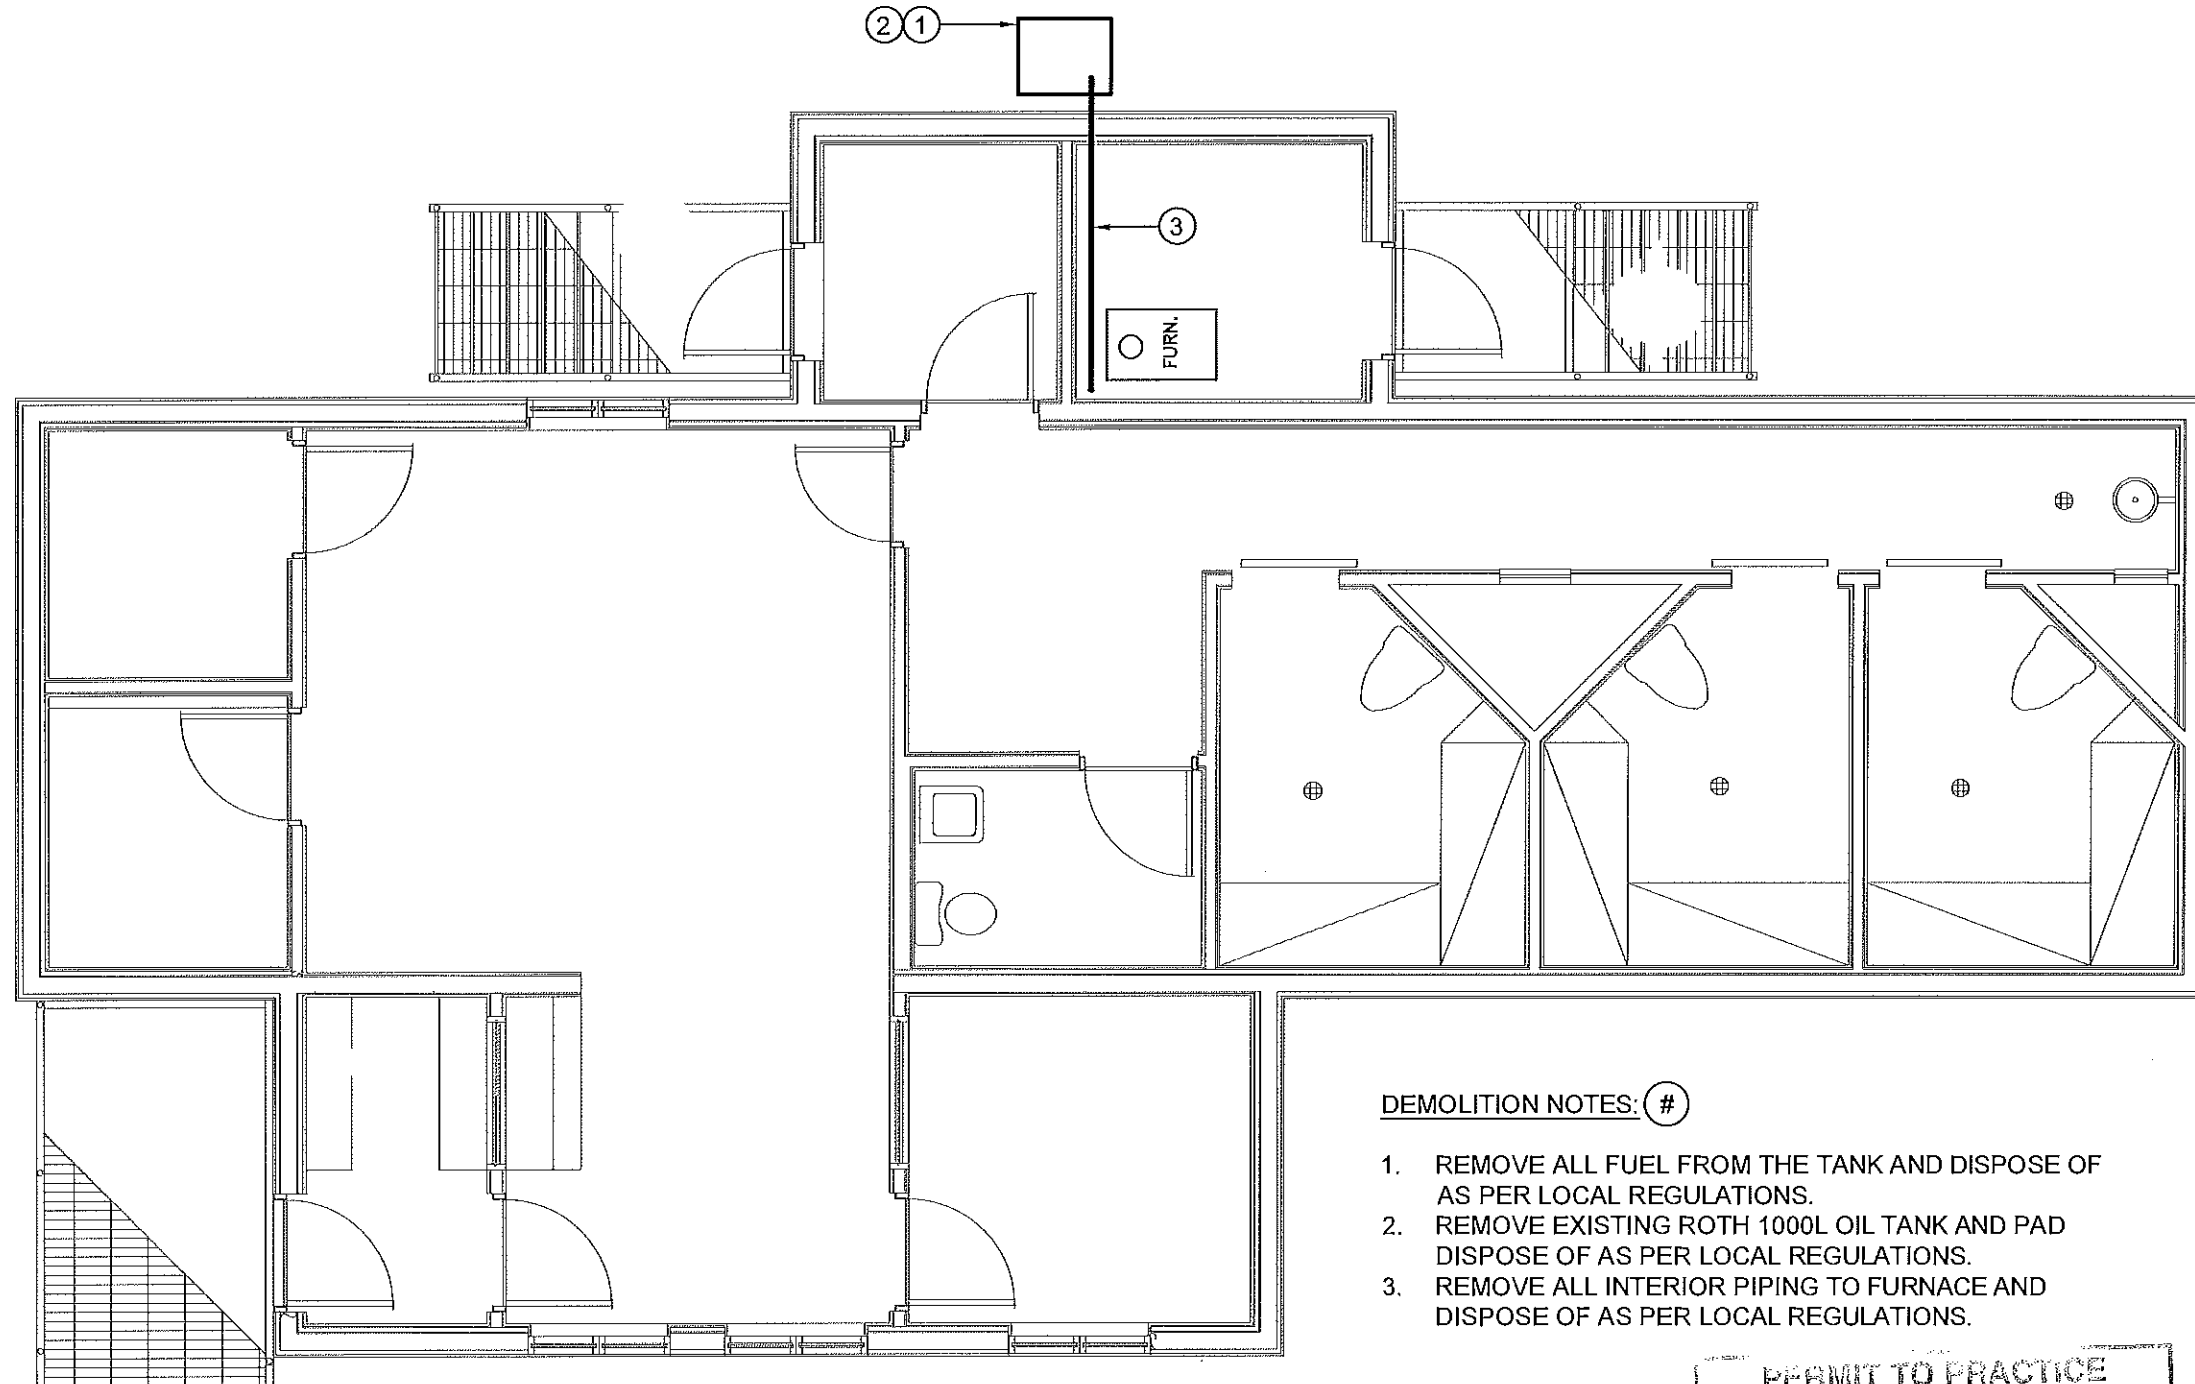 2 1
3
FURN.
DEMOLITION NOTES: #
1. REMOVE ALL FUEL FROM THE TANK AND DISPOSE OF
AS PER LOCAL REGULATIONS.
2. REMOVE EXISTING ROTH 1000L OIL TANK AND PAD
DISPOSE OF AS PER LOCAL REGULATIONS.
3. REMOVE ALL INTERIOR PIPING TO FURNACE AND
DISPOSE OF AS PER LOCAL REGULATIONS.
PERMIT TO PRACTICE